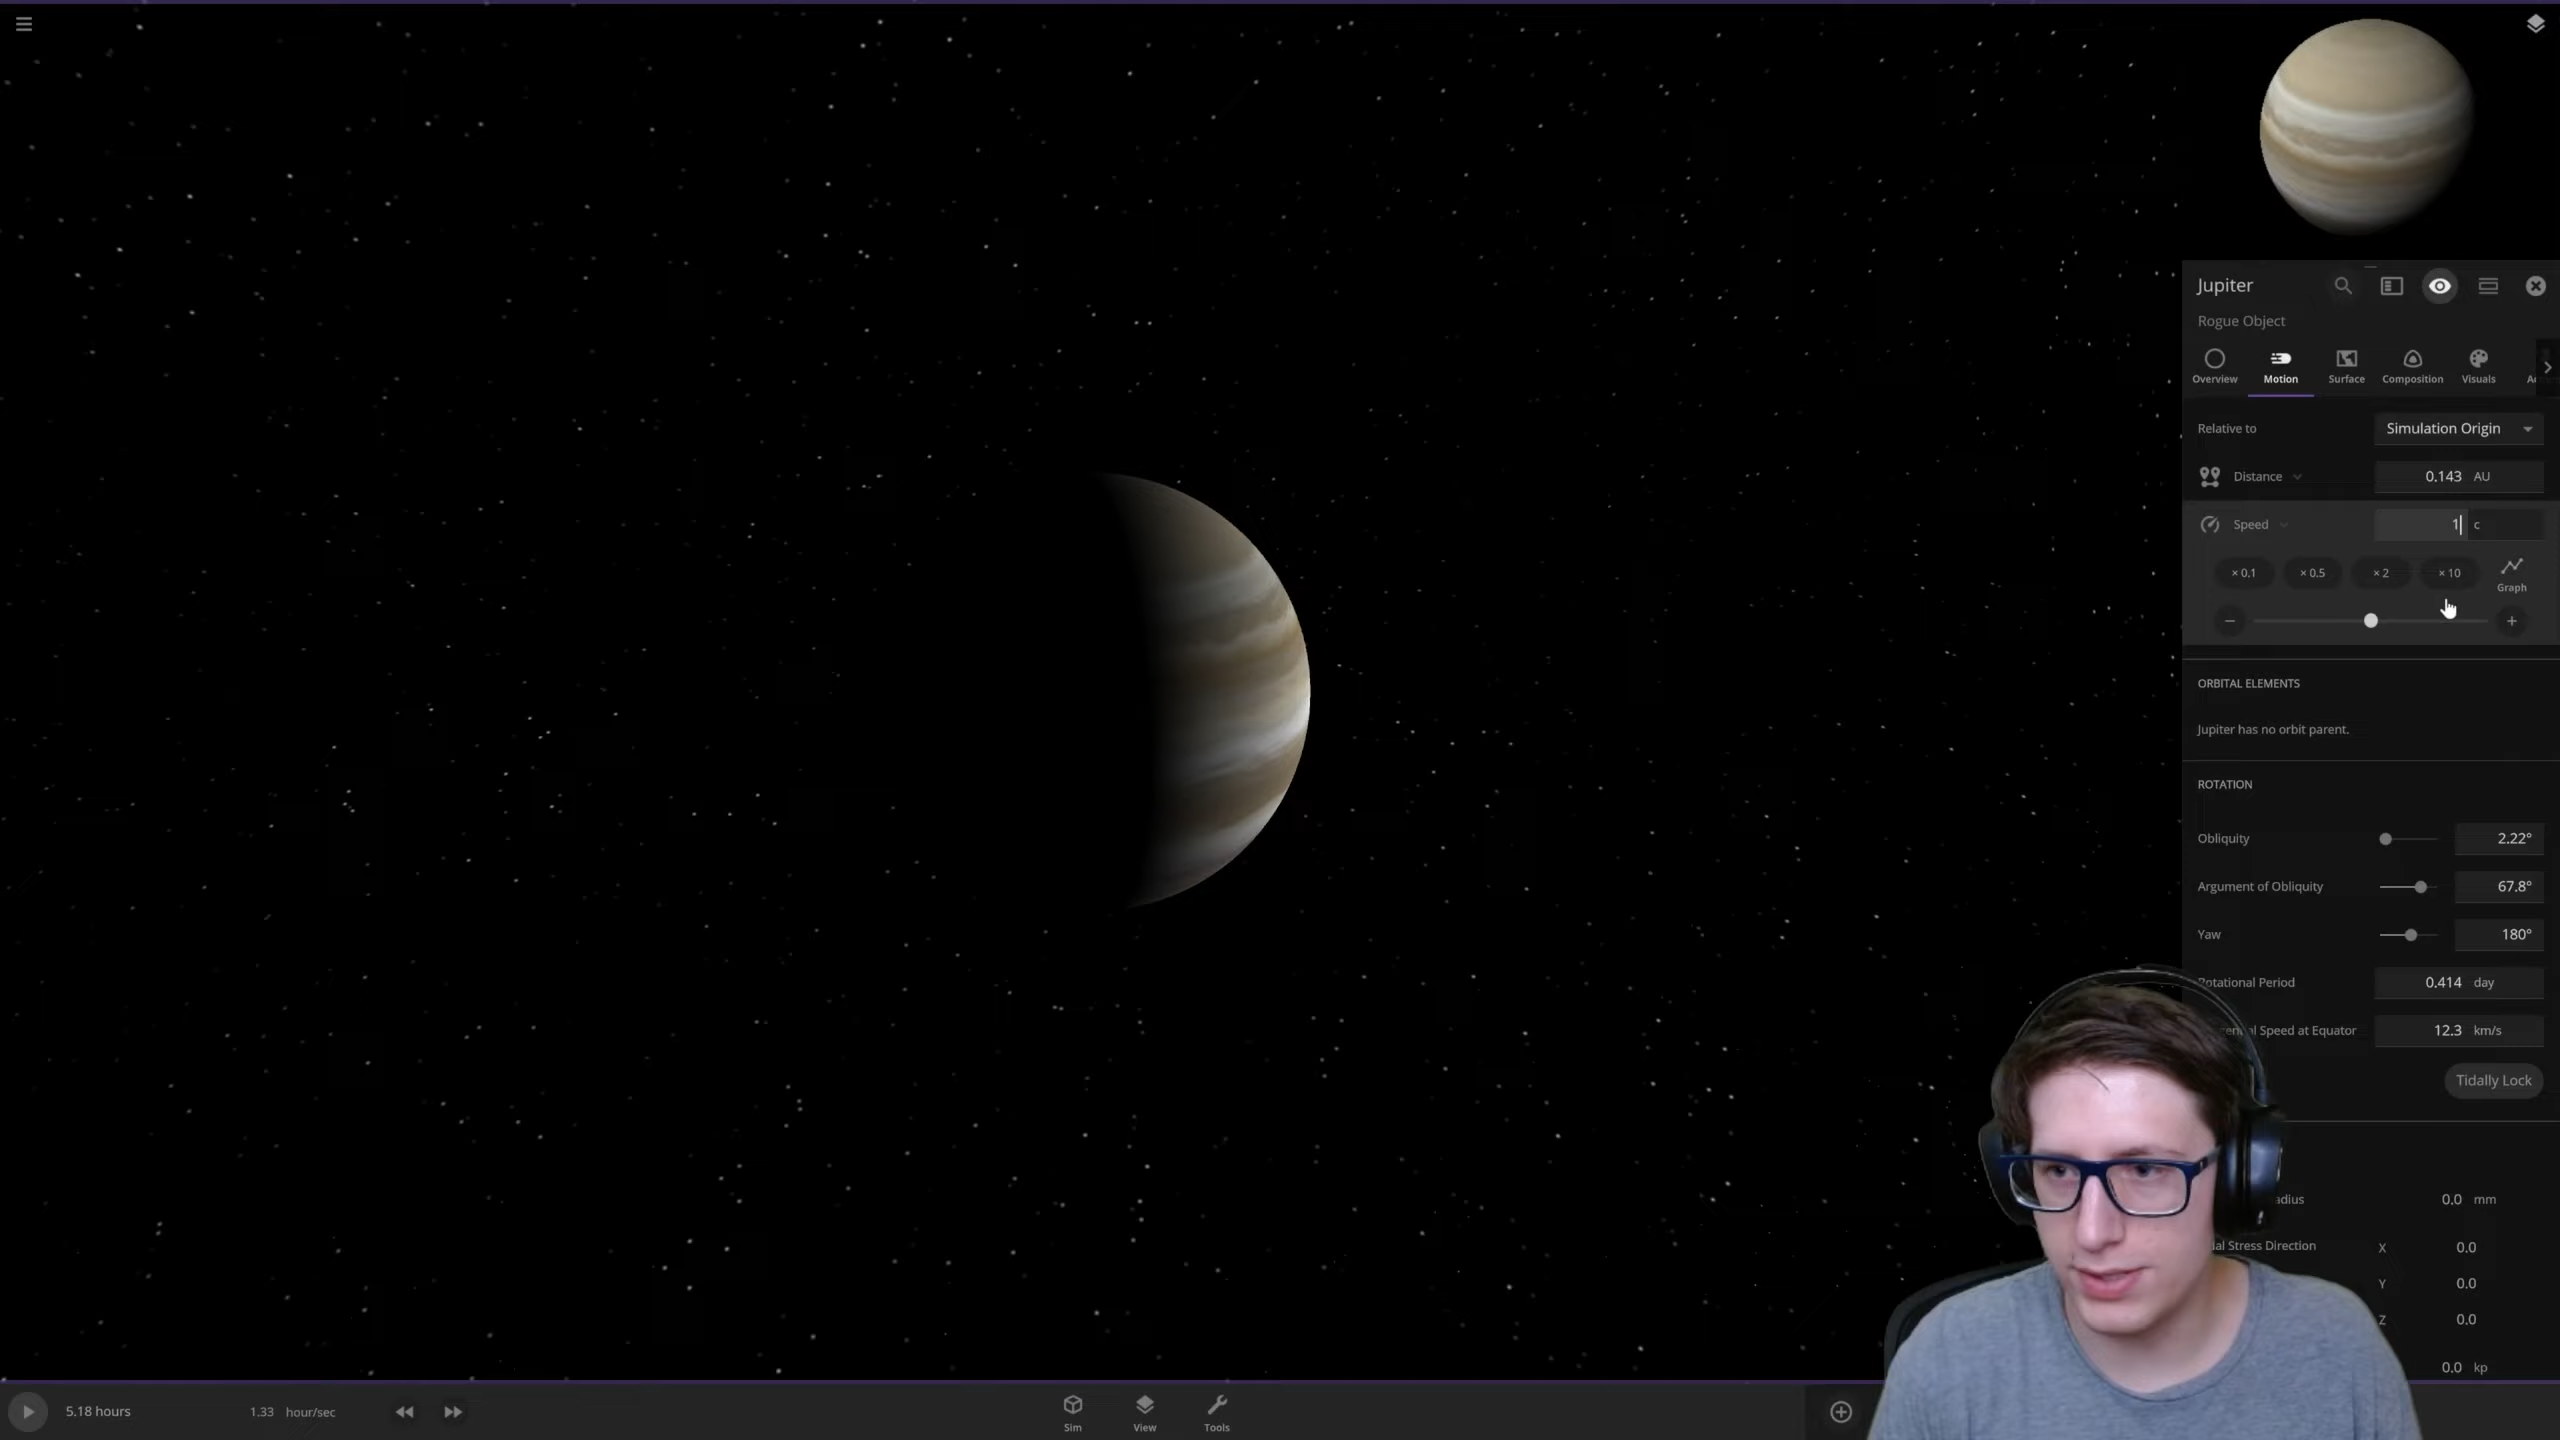 Jupiter
Rogue Object
Overview Motion Surface Composition Visuals
Relative to Simulation Origin
Distance 0.143 AU
Speed 1 c
× 0.1 × 0.5 × 2 × 10 Graph
ORBITAL ELEMENTS
Jupiter has no orbit parent.
ROTATION
Obliquity 2.22°
Argument of Obliquity 67.8°
Yaw 180°
Rotational Period 0.414 day
Speed at Equator 12.3 km/s
Tidally Lock
0.0 mm
Stress Direction X 0.0
Y 0.0
Z 0.0
0.0 kp
5.18 hours 1.33 hour/sec Sim View Tools